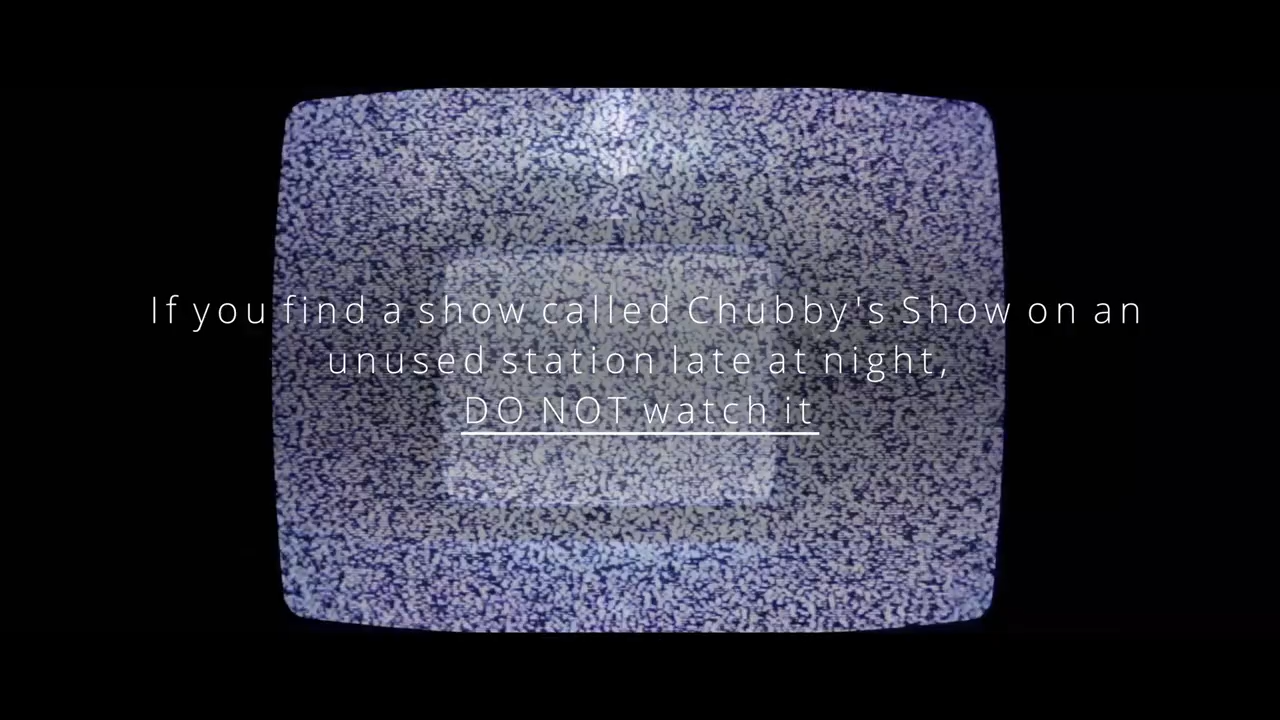 If you find a show called Chubby's Show on an
unused station late at night,
DO NOT watch it